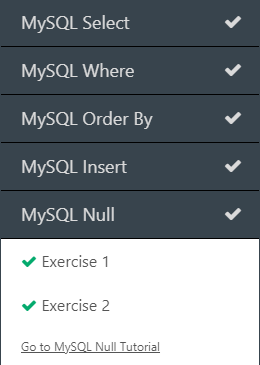 MySQL Select
MySQL Where
MySQL Order By
MySQL Insert
MySQL Null
Exercise 1
Exercise 2
Go to MySQL Null Tutorial